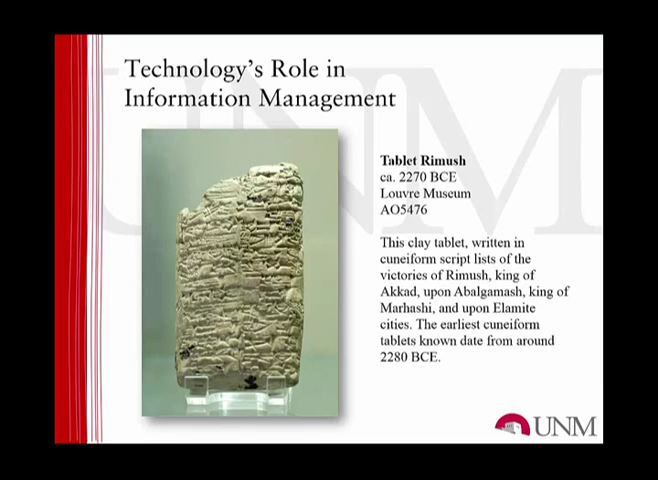 Technology's Role in
Information Management
Tablet Rimush
ca. 2270 BCE
Louvre Museum
AO5476
This clay tablet, written in
cuneiform script lists of the
victories of Rimush, king of
Akkad, upon Abalgamash, king of
Marhashi, and upon Elamite
cities. The earliest cuneiform
tablets known date from around
2280 BCE.
UNM
UNM